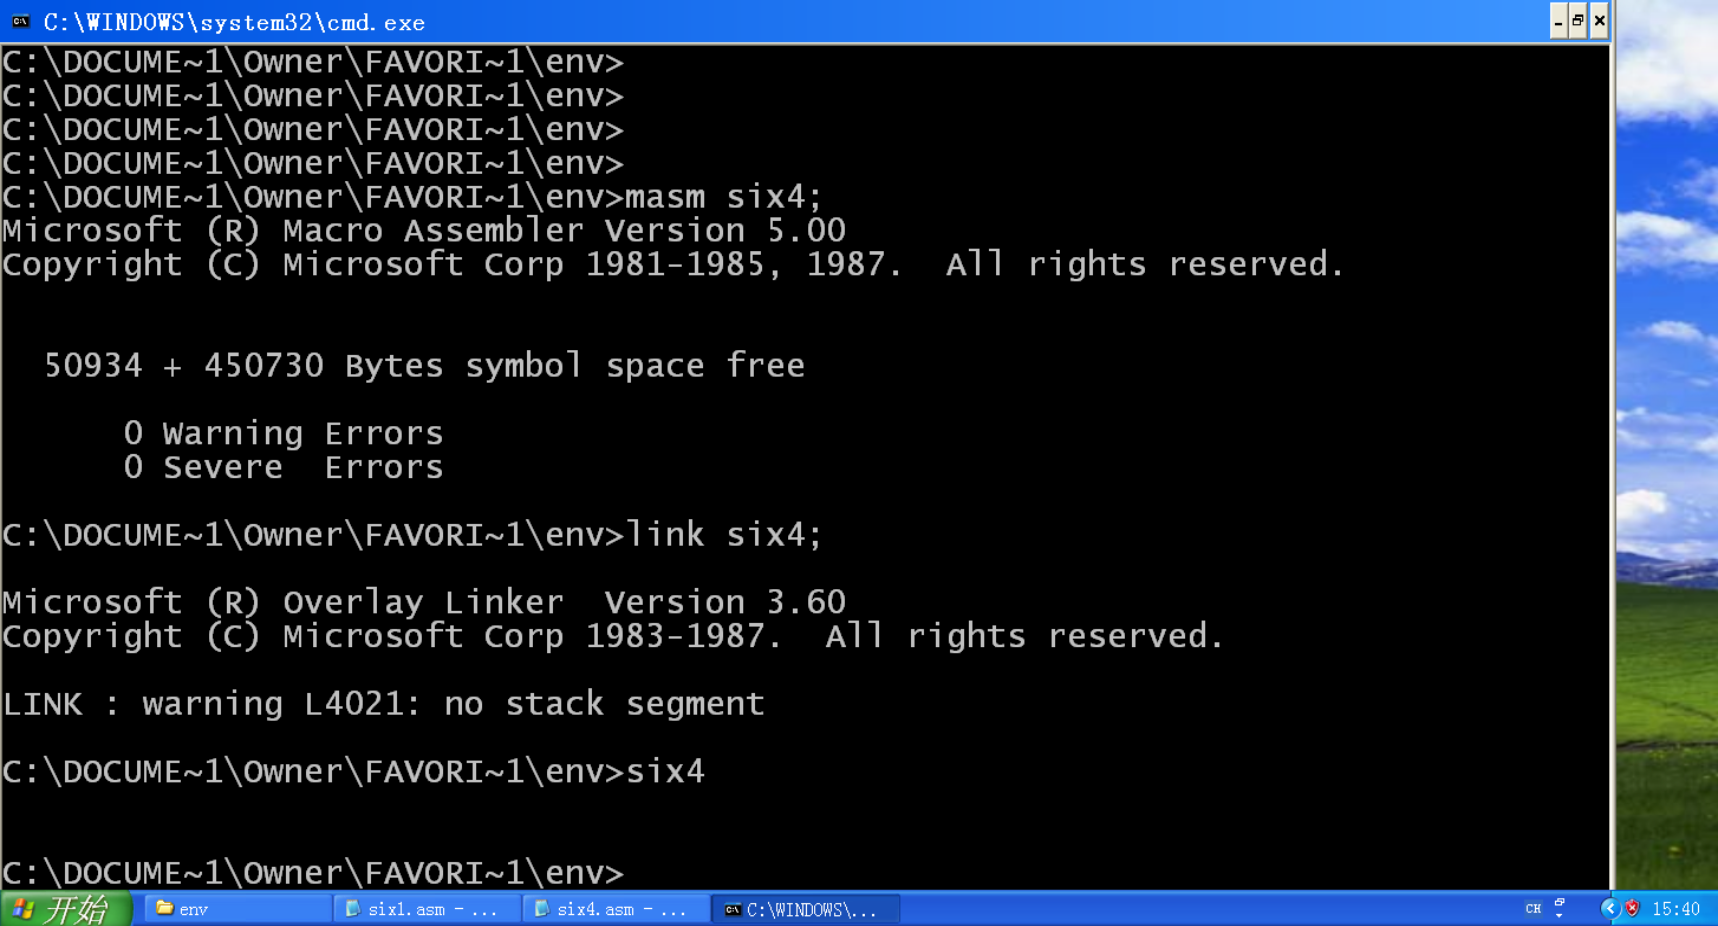 C:\WINDOWS\system32\cmd.exe
C:\DOCUME~1\Owner\FAVORI~1\env>
C:\DOCUME~1\Owner\FAVORI~1\env>
C:\DOCUME~1\Owner\FAVORI~1\env>
C:\DOCUME~1\Owner\FAVORI~1\env>
C:\DOCUME~1\Owner\FAVORI~1\env>masm six4;
Microsoft (R) Macro Assembler Version 5.00
Copyright (C) Microsoft Corp 1981-1985, 1987.  All rights reserved.
50934 + 450730 Bytes symbol space free
0 Warning Errors
0 Severe  Errors
C:\DOCUME~1\Owner\FAVORI~1\env>link six4;
Microsoft (R) Overlay Linker  Version 3.60
Copyright (C) Microsoft Corp 1983-1987.  All rights reserved.
LINK : warning L4021: no stack segment
C:\DOCUME~1\Owner\FAVORI~1\env>six4
C:\DOCUME~1\Owner\FAVORI~1\env>
开始 env six1.asm - ... six4.asm - ... C:\WINDOWS\... CH 15:40